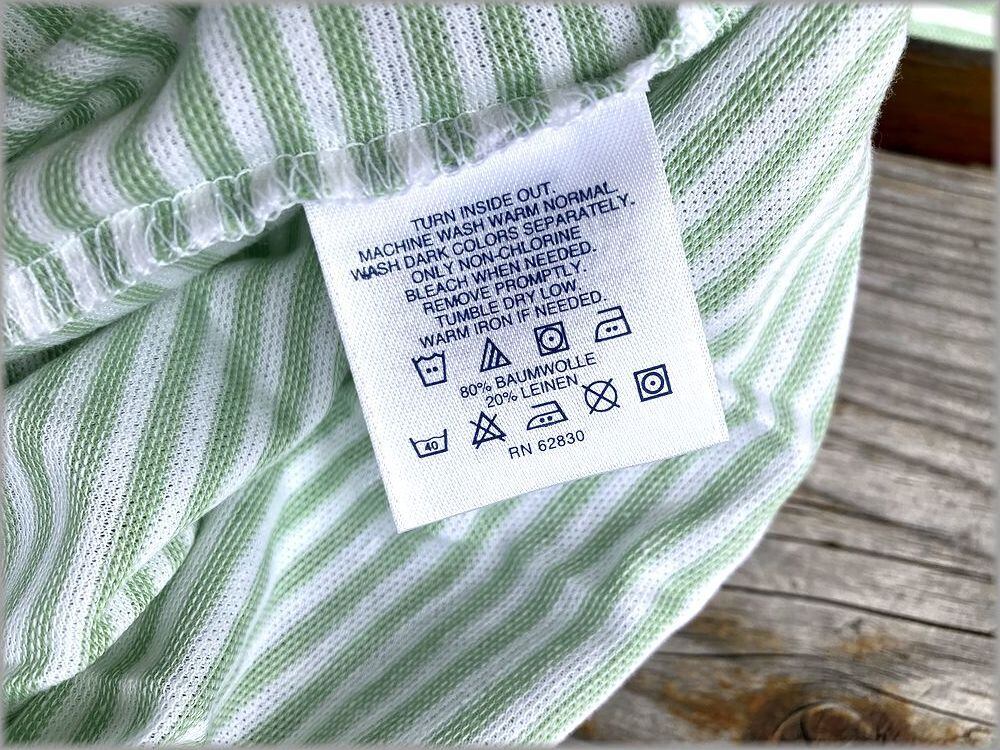 TURN INSIDE OUT.
MACHINE WASH WARM NORMAL.
WASH DARK COLORS SEPARATELY.
ONLY NON-CHLORINE
BLEACH WHEN NEEDED.
REMOVE PROMPTLY.
TUMBLE DRY LOW.
WARM IRON IF NEEDED.
80% BAUMWOLLE
20% LEINEN
40
RN 62830